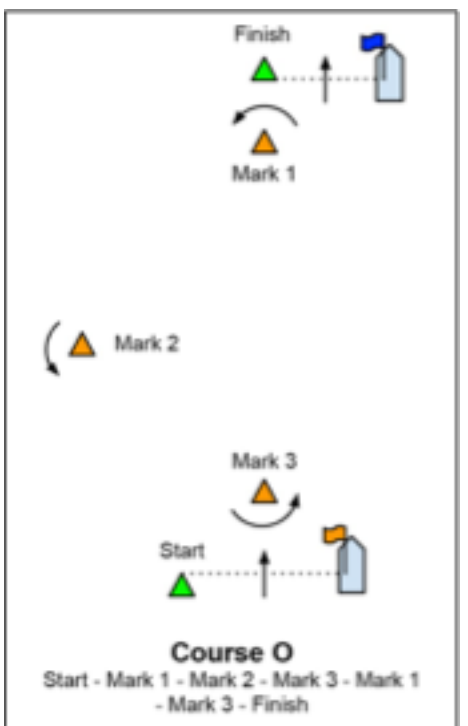 Finish
Mark 1
Mark 2
Mark 3
Start
Course O
Start - Mark 1 - Mark 2 - Mark 3 - Mark 1
- Mark 3 - Finish